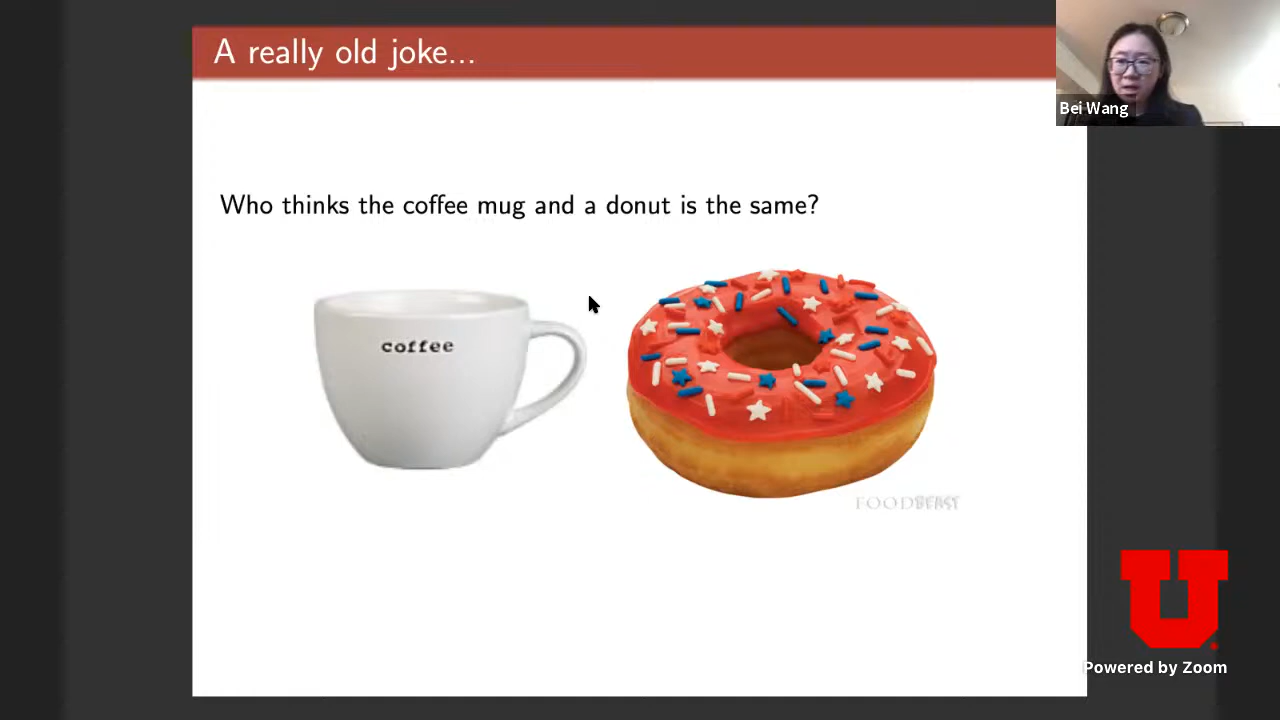 A really old joke...
Bei Wang
Who thinks the coffee mug and a donut is the same?
coffee
FOODBEAST
U
Powered by Zoom